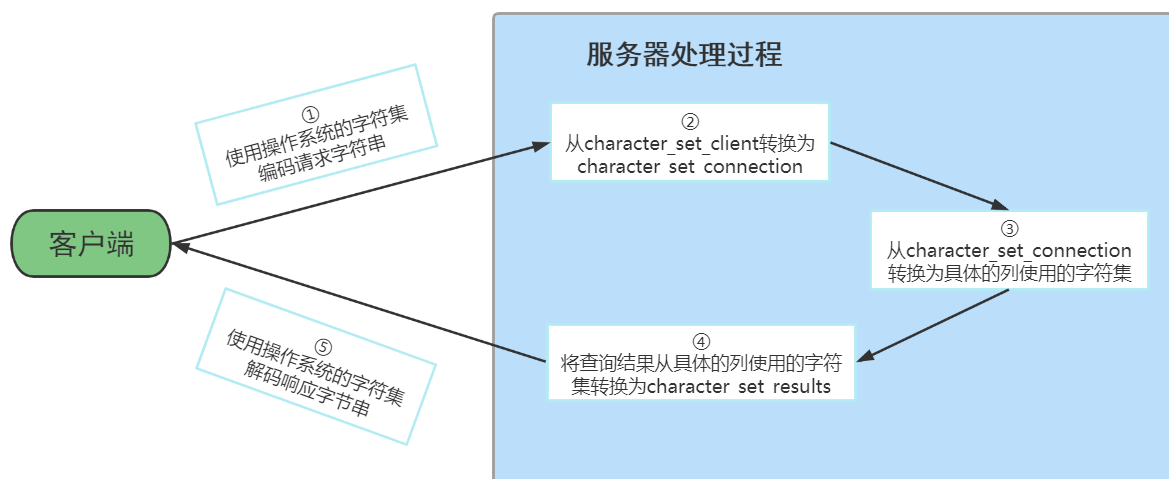 服务器处理过程
①
使用操作系统的字符集
编码请求字符串
②
从character_set_client转换为
character_set_connection
客户端
③
从character_set_connection
转换为具体的列使用的字符集
④
将查询结果从具体的列使用的字符
集转换为character_set_results
⑤
使用操作系统的字符集
解码响应字节串